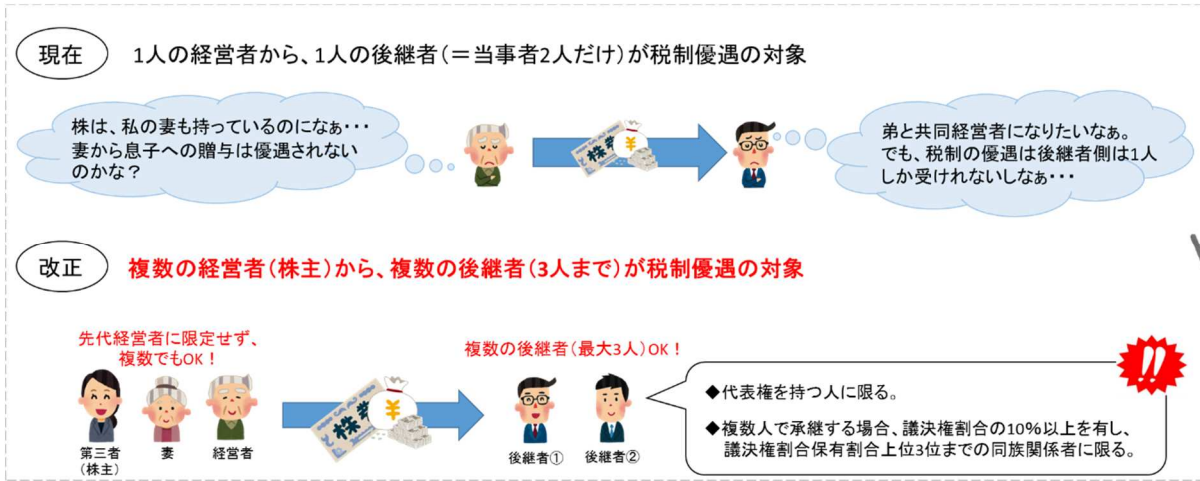 現在
1人の経営者から、1人の後継者(＝当事者2人だけ)が税制優遇の対象
株は、私の妻も持っているのになぁ・・・
妻から息子への贈与は優遇されない
のかな？
株
¥
弟と共同経営者になりたいなぁ。
でも、税制の優遇は後継者側は1人
しか受けれないしなぁ・・・
改正
複数の経営者(株主)から、複数の後継者(3人まで)が税制優遇の対象
先代経営者に限定せず、
複数でもOK！
複数の後継者(最大3人)OK！
第三者
(株主)
妻
経営者
株
¥
後継者①
後継者②
!!
◆代表権を持つ人に限る。
◆複数人で承継する場合、議決権割合の10%以上を有し、
議決権割合保有割合上位3位までの同族関係者に限る。